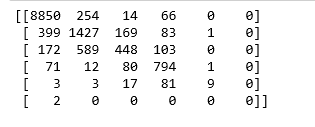 [[8850 254 14 66 0 0]
[ 399 1427 169 83 1 0]
[ 172 589 448 103 0 0]
[ 71 12 80 794 1 0]
[ 3 3 17 81 9 0]
[ 2 0 0 0 0 0]]